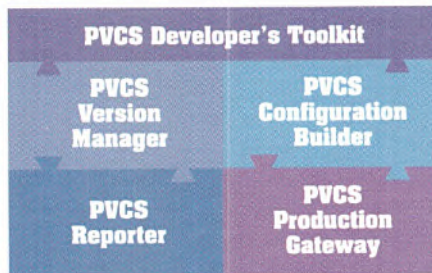 PVCS Developer's Toolkit
PVCS
Version
Manager
PVCS
Configuration
Builder
PVCS
Reporter
PVCS
Production
Gateway